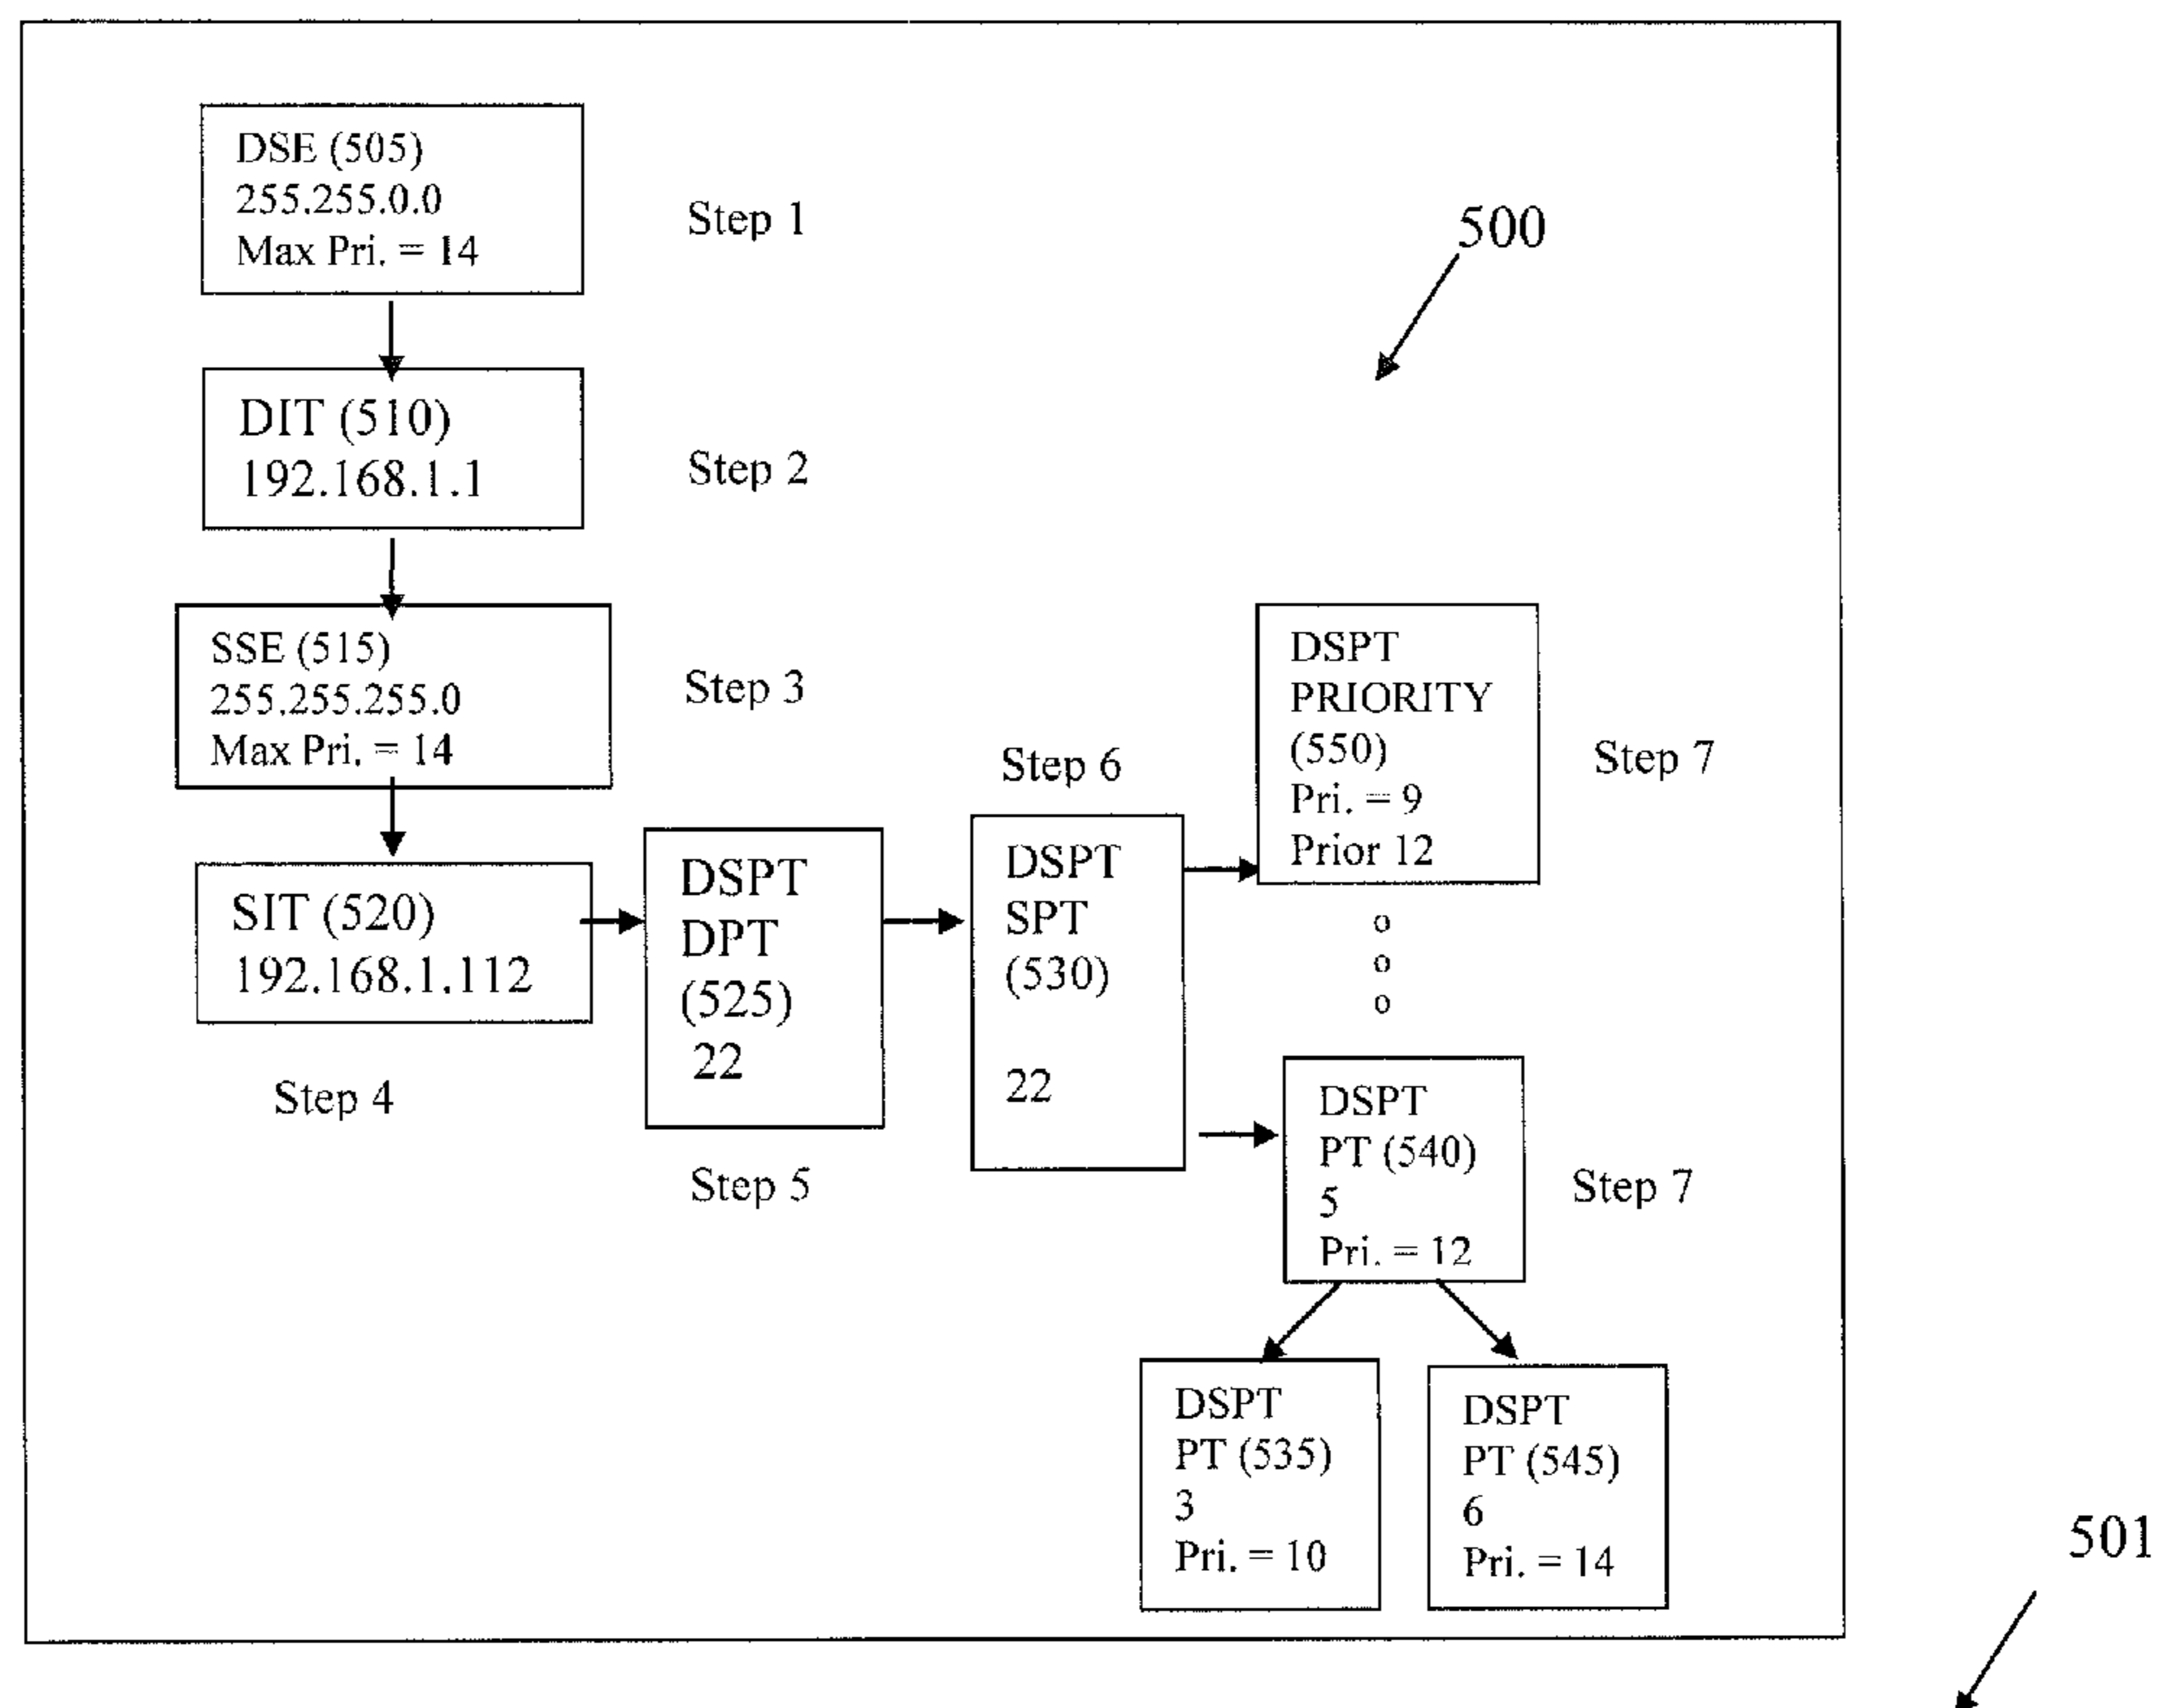 DSE (505)
255.255.0.0
Max Pri. = 14
Step 1
500
DIT (510)
192.168.1.1
Step 2
SSE (515)
255.255.255.0
Max Pri. = 14
Step 3
SIT (520)
192.168.1.112
Step 4
DSPT
DPT
(525)
22
Step 5
Step 6
DSPT
SPT
(530)
22
DSPT
PRIORITY
(550)
Pri. = 9
Prior 12
Step 7
o
o
o
DSPT
PT (540)
5
Pri. = 12
Step 7
DSPT
PT (535)
3
Pri. = 10
DSPT
PT (545)
6
Pri. = 14
501